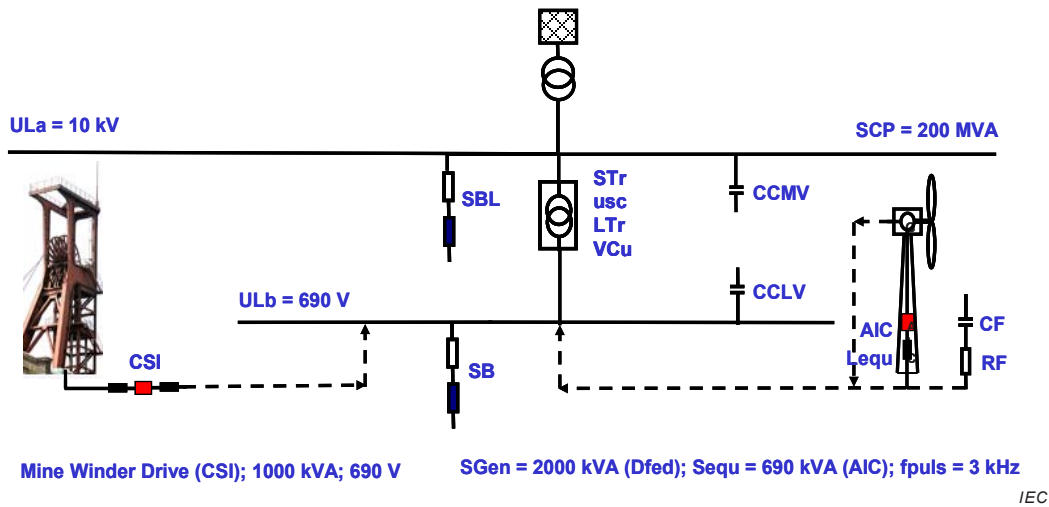 ULa = 10 kV
SCP = 200 MVA
SBL
STr
usc
LTr
VCu
CCMV
ULb = 690 V
CCLV
CSI
SB
AIC
Lequ
CF
RF
Mine Winder Drive (CSI); 1000 kVA; 690 V
SGen = 2000 kVA (Dfed); Sequ = 690 kVA (AIC); fpuls = 3 kHz
IEC